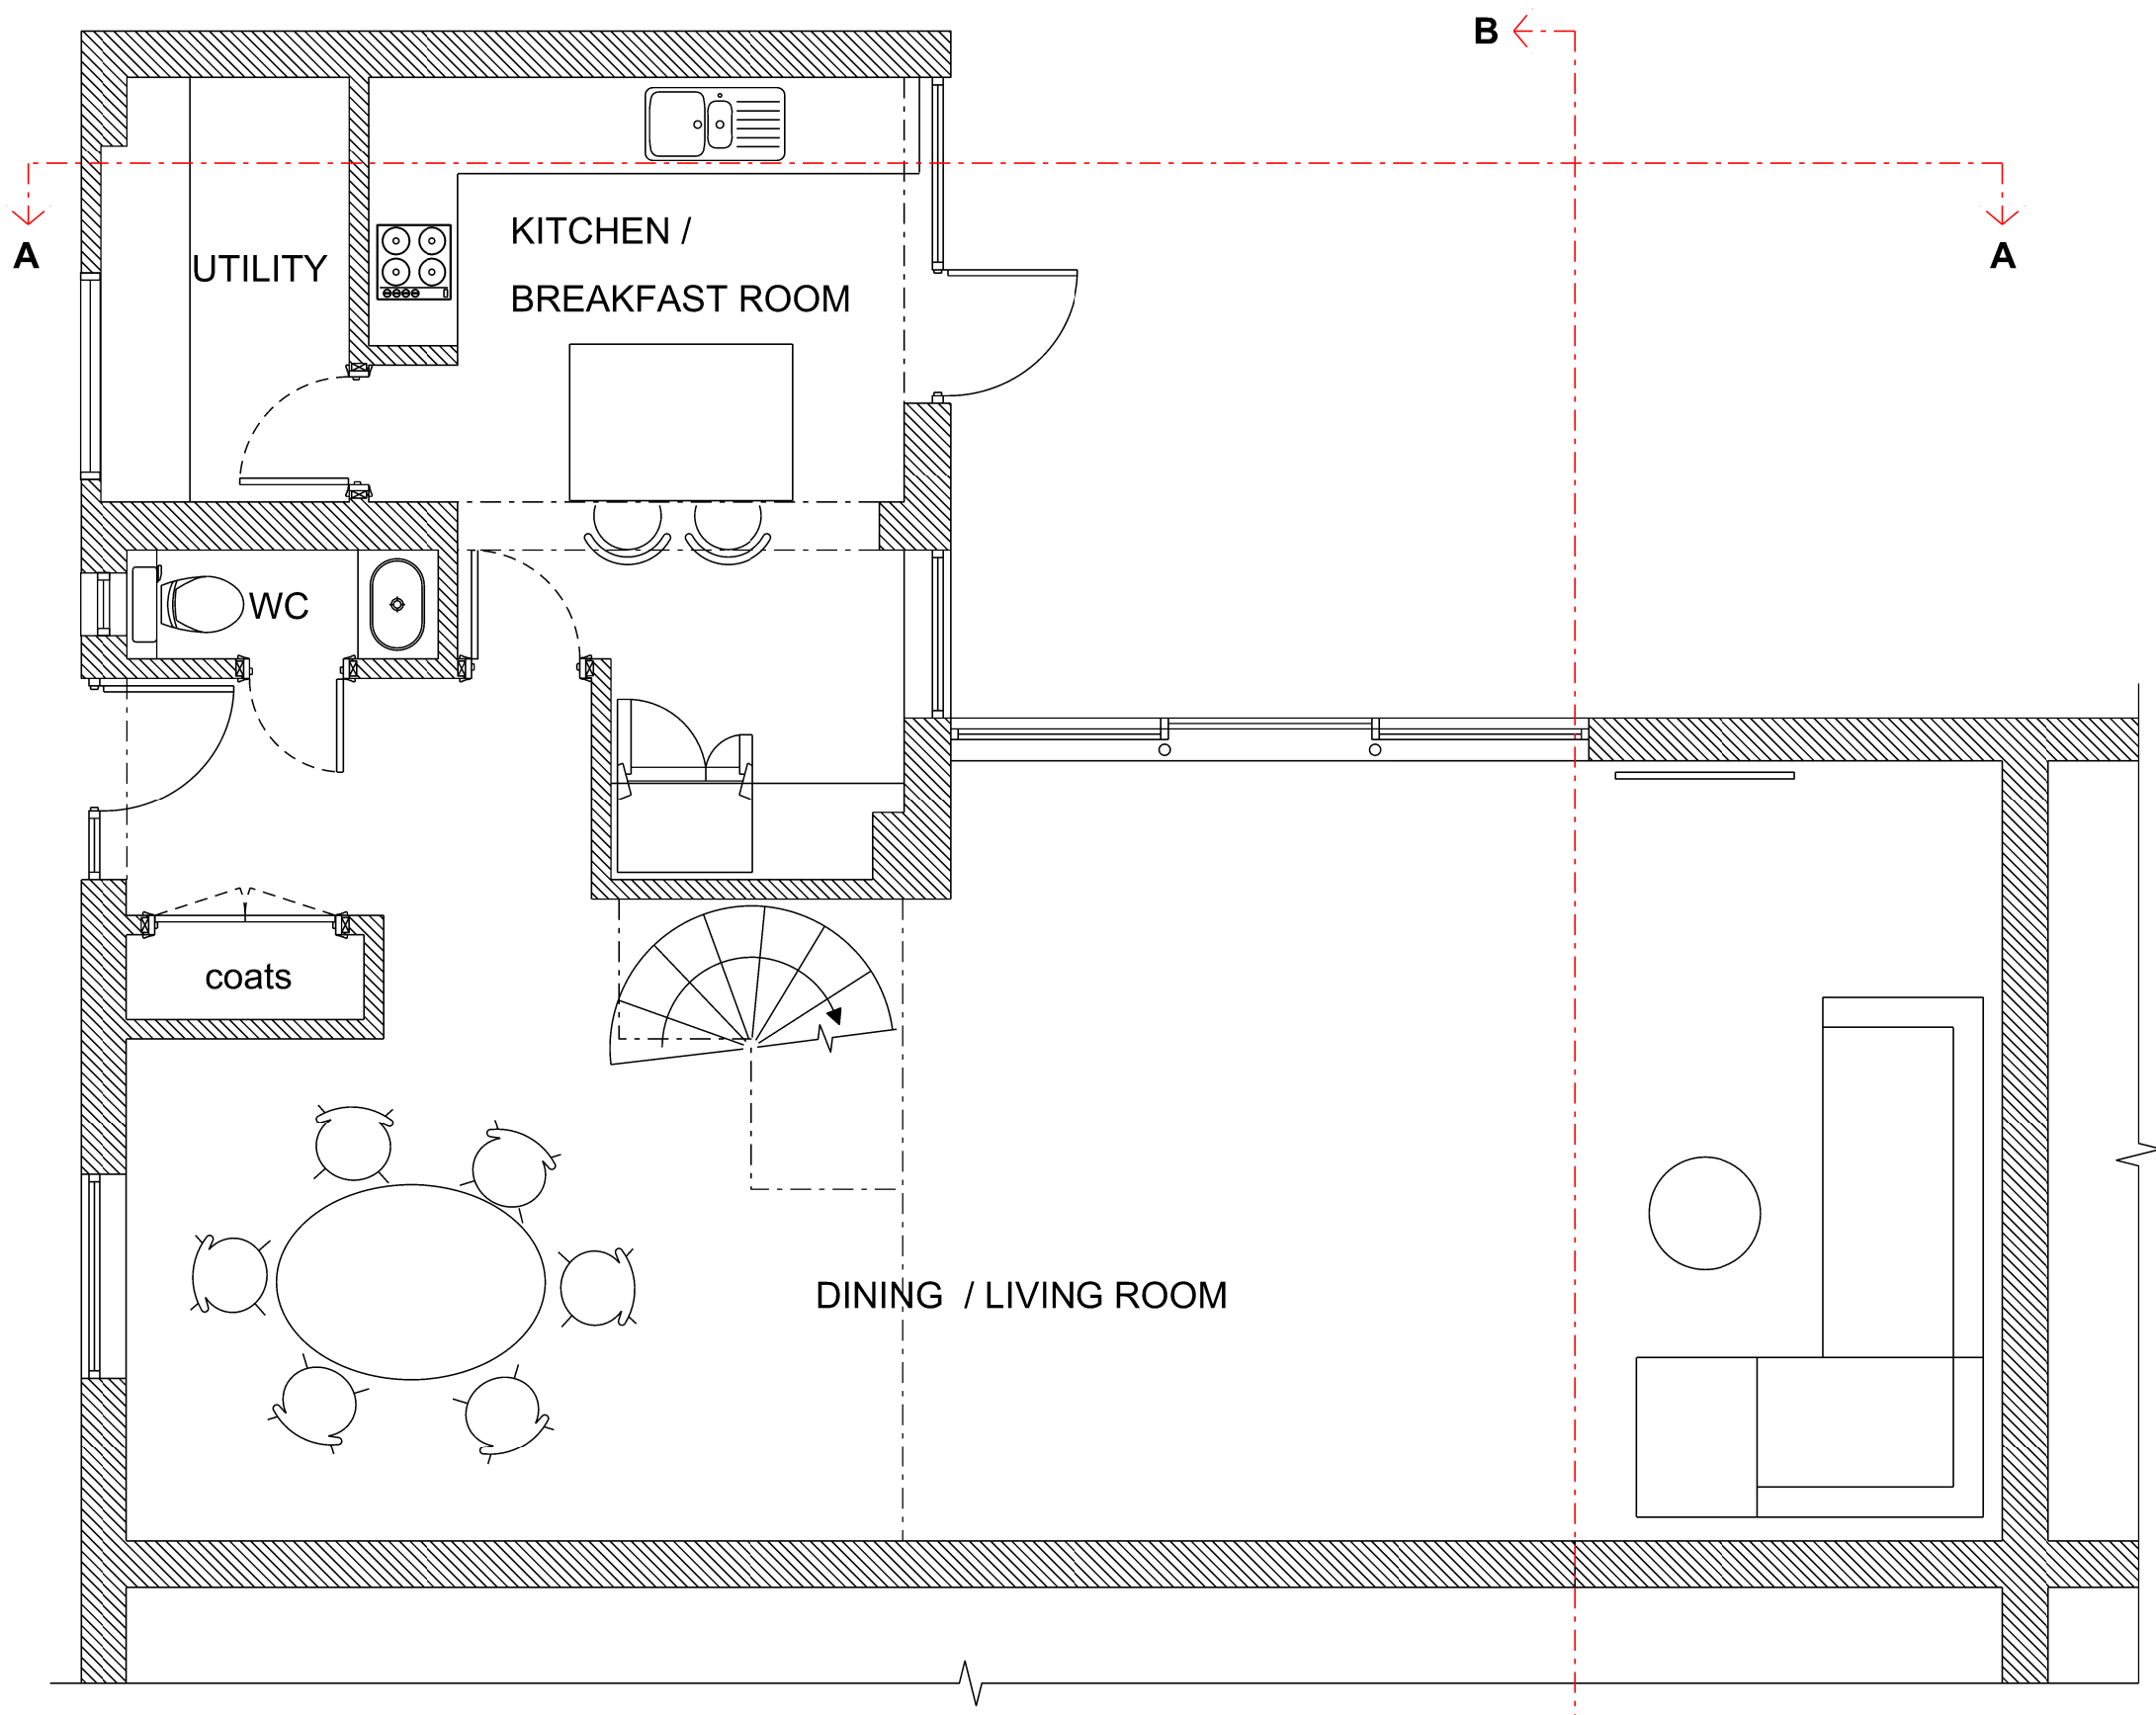 B
A
A
UTILITY
KITCHEN /
BREAKFAST ROOM
WC
coats
DINING / LIVING ROOM